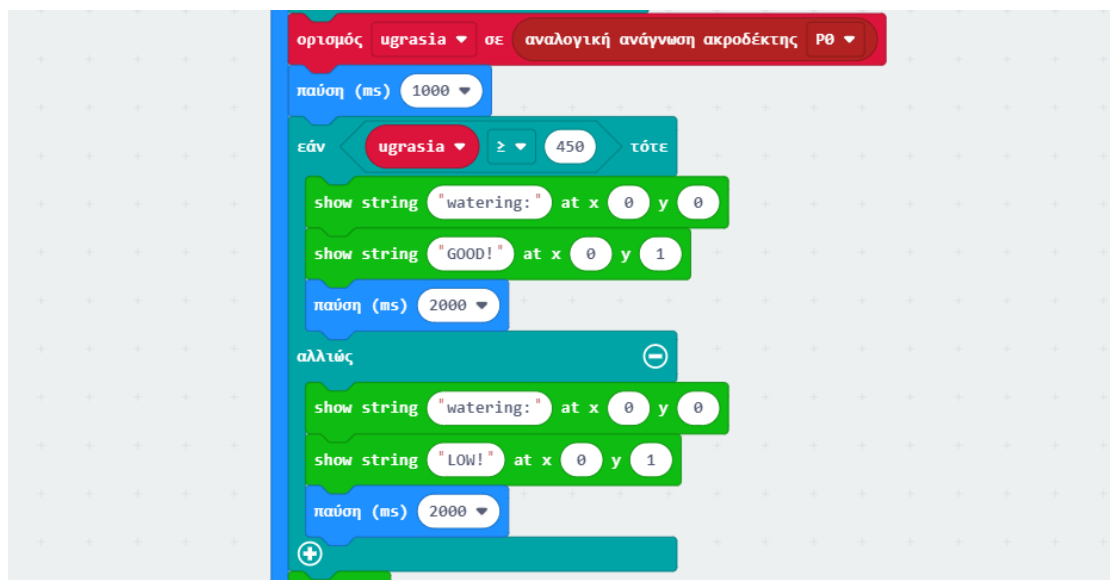 ορισμός ugrasia σε αναλογική ανάγνωση ακροδέκτης P0
παύση (ms) 1000
εάν ugrasia ≥ 450 τότε
show string "watering:" at x 0 y 0
show string "GOOD!" at x 0 y 1
παύση (ms) 2000
αλλιώς
show string "watering:" at x 0 y 0
show string "LOW!" at x 0 y 1
παύση (ms) 2000